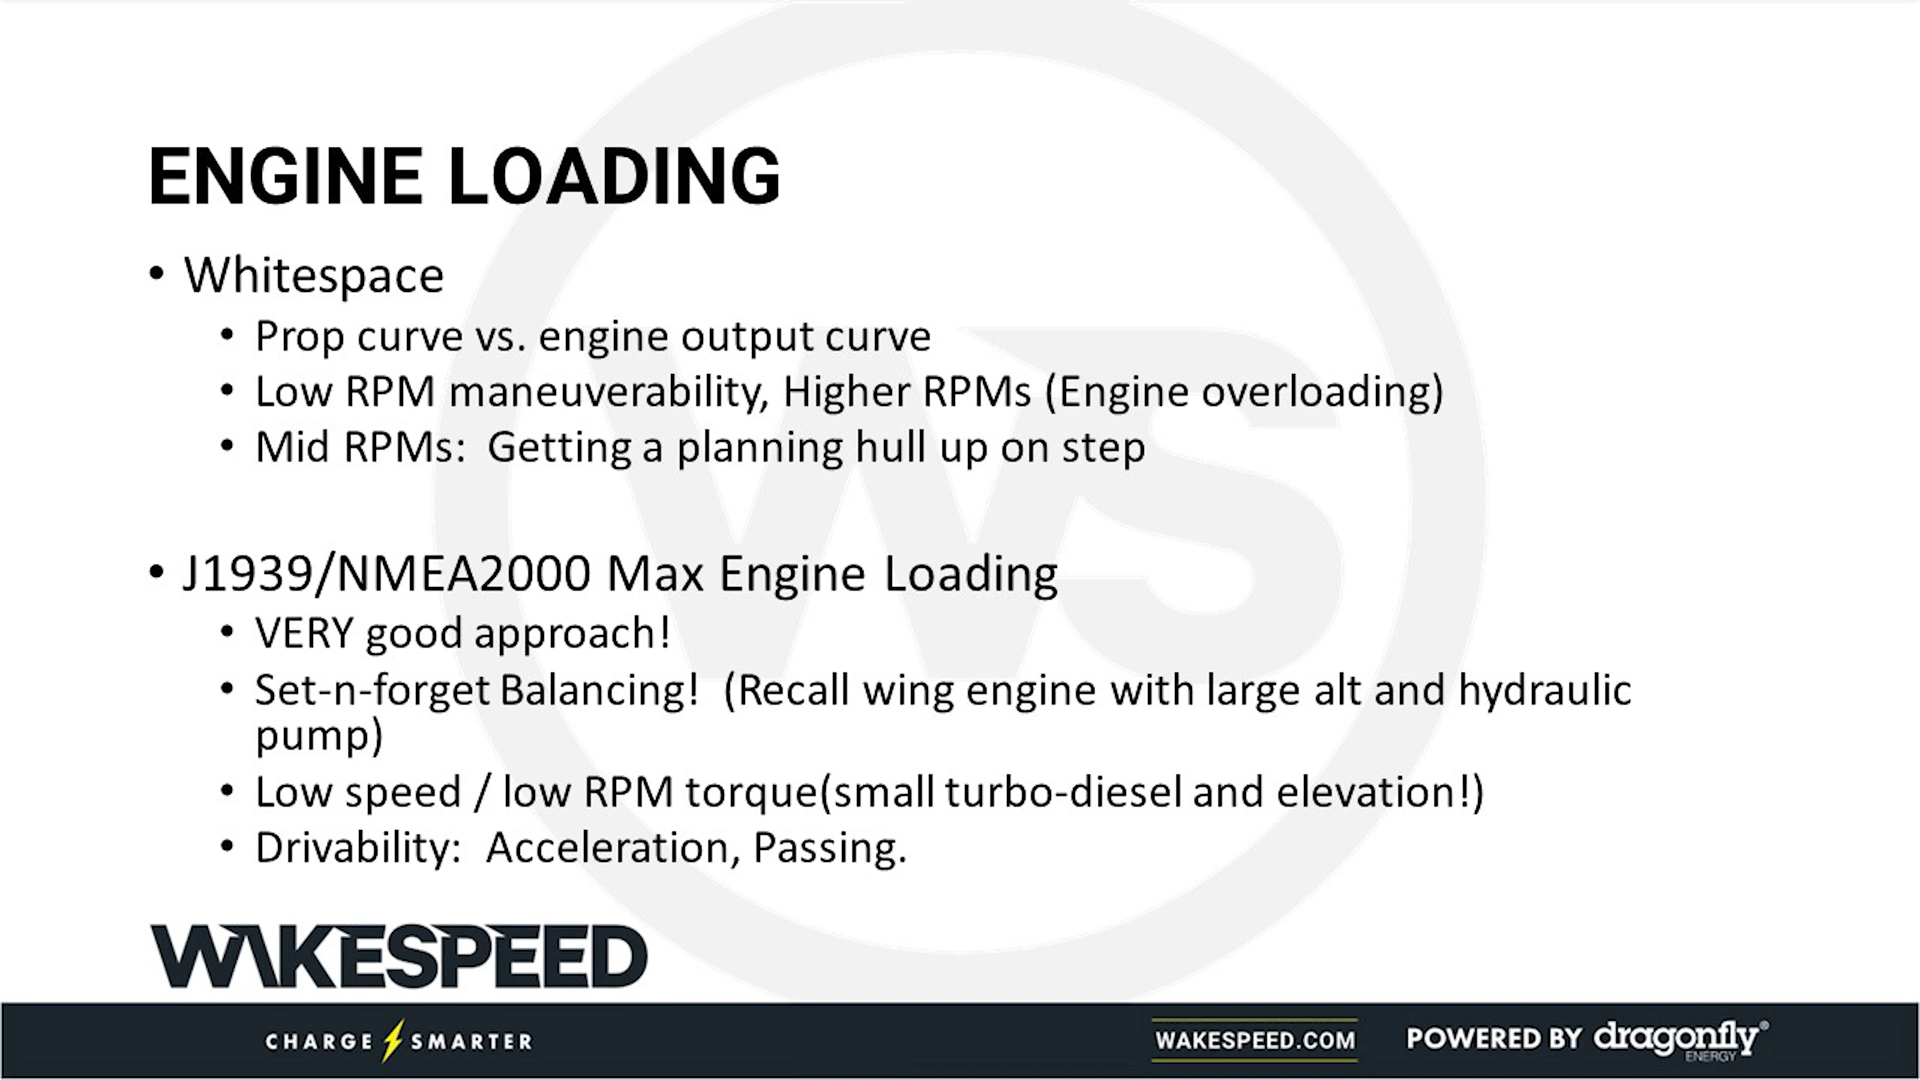 ENGINE LOADING
• Whitespace
• Prop curve vs. engine output curve
• Low RPM maneuverability, Higher RPMs (Engine overloading)
• Mid RPMs:  Getting a planning hull up on step
• J1939/NMEA2000 Max Engine Loading
• VERY good approach!
• Set-n-forget Balancing!  (Recall wing engine with large alt and hydraulic
pump)
• Low speed / low RPM torque(small turbo-diesel and elevation!)
• Drivability:  Acceleration, Passing.
WS
WAKESPEED
CHARGE SMARTER
WAKESPEED.COM
POWERED BY dragonfly®
ENERGY